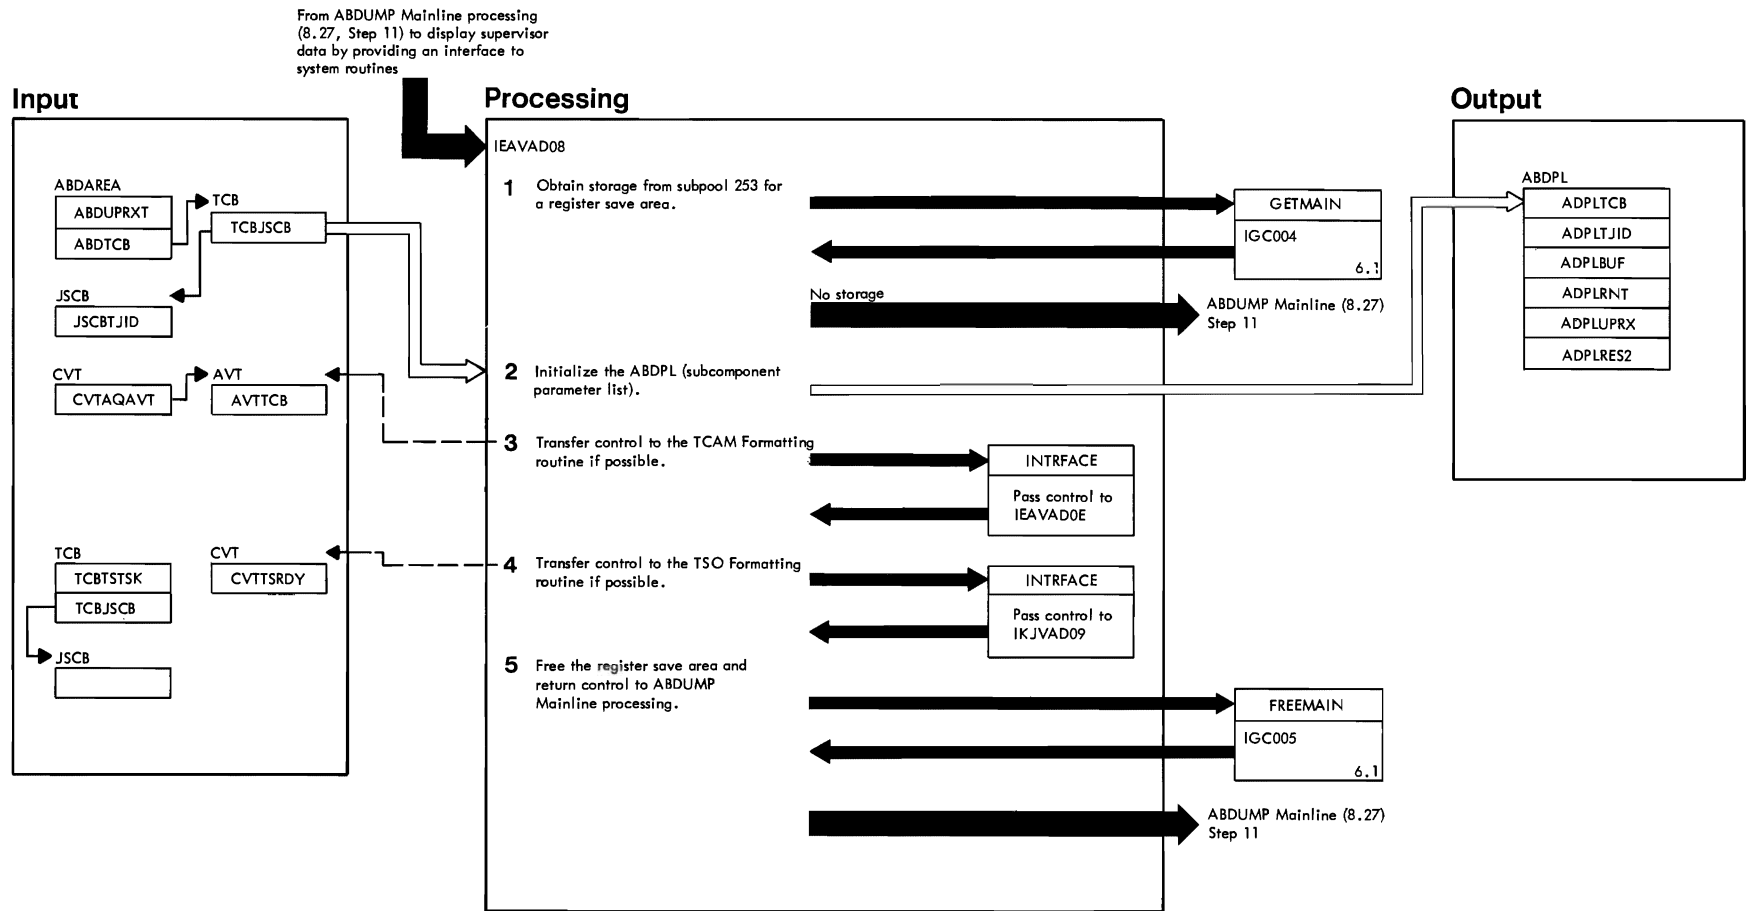 From ABDUMP Mainline processing
(8.27, Step 11) to display supervisor
data by providing an interface to
system routines
Input
Processing
Output
ABDAREA
ABDUPRXT
ABDTCB
TCB
TCBJSCB
JSCB
JSCBTJID
CVT
CVTAQAVT
AVT
AVTTCB
TCB
TCBTSTSK
TCBJSCB
CVT
CVTTSRDY
JSCB
IEAVAD08
1 Obtain storage from subpool 253 for
a register save area.
GETMAIN
IGC004
6.1
No storage
ABDUMP Mainline (8.27)
Step 11
2 Initialize the ABDPL (subcomponent
parameter list).
3 Transfer control to the TCAM Formatting
routine if possible.
INTRFACE
Pass control to
IEAVAD0E
4 Transfer control to the TSO Formatting
routine if possible.
INTRFACE
Pass control to
IKJVAD09
5 Free the register save area and
return control to ABDUMP
Mainline processing.
FREEMAIN
IGC005
6.1
ABDUMP Mainline (8.27)
Step 11
ABDPL
ADPLTCB
ADPLTJID
ADPLBUF
ADPLRNT
ADPLUPRX
ADPLRES2